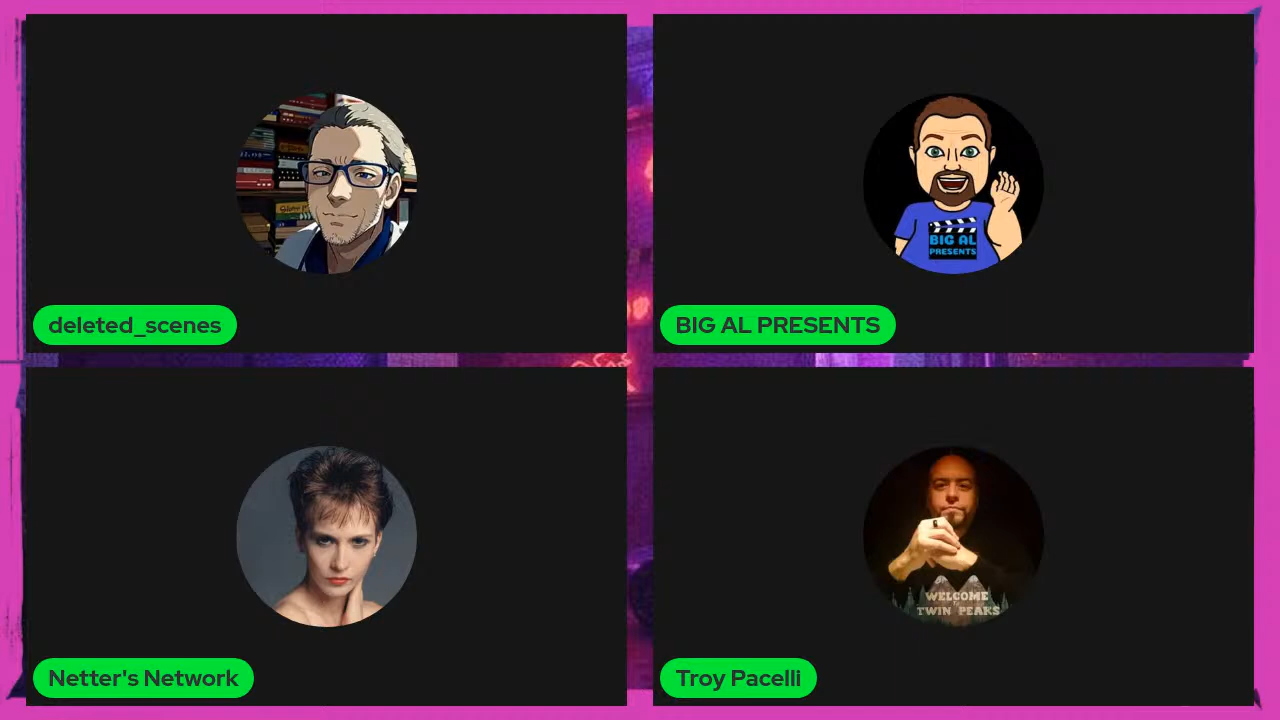 deleted_scenes
BIG AL
PRESENTS
BIG AL PRESENTS
Netter's Network
WELCOME
TWIN PEAKS
Troy Pacelli